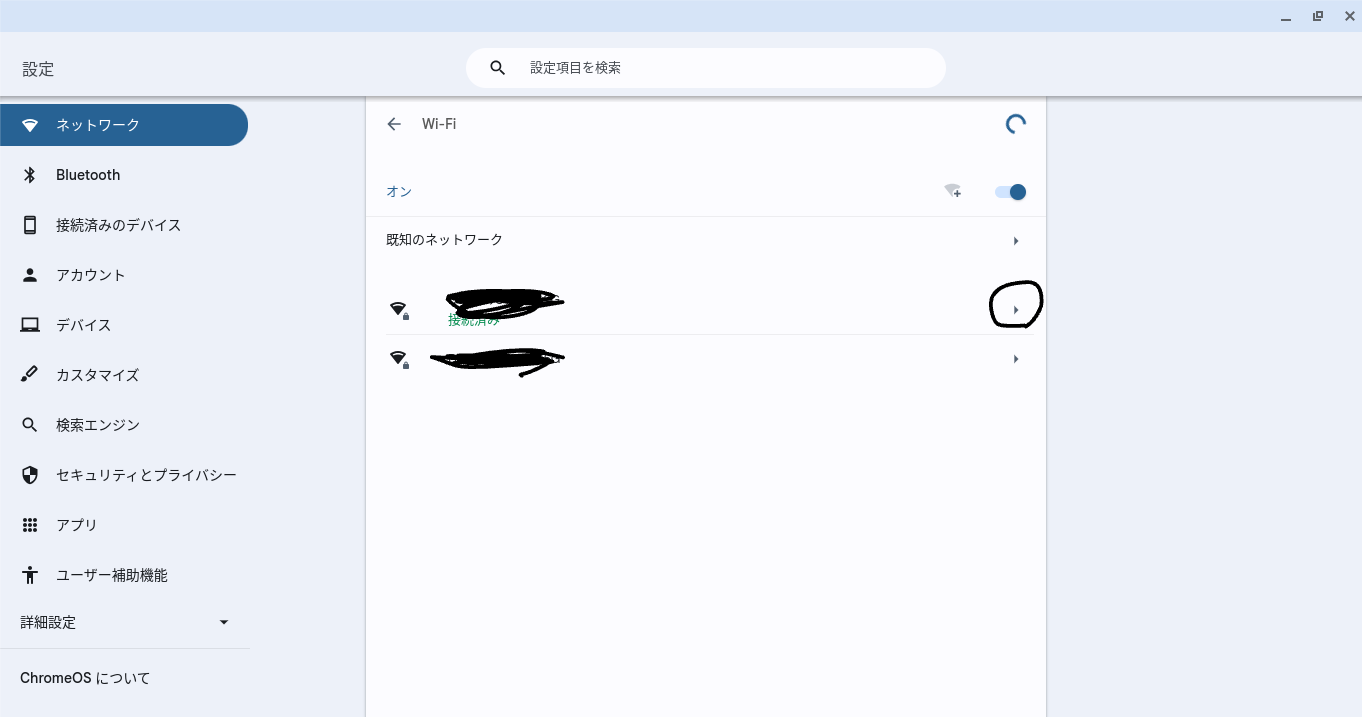 設定
設定項目を検索
ネットワーク
Bluetooth
接続済みのデバイス
アカウント
デバイス
カスタマイズ
検索エンジン
セキュリティとプライバシー
アプリ
ユーザー補助機能
詳細設定
ChromeOS について
Wi-Fi
オン
既知のネットワーク
接続済み